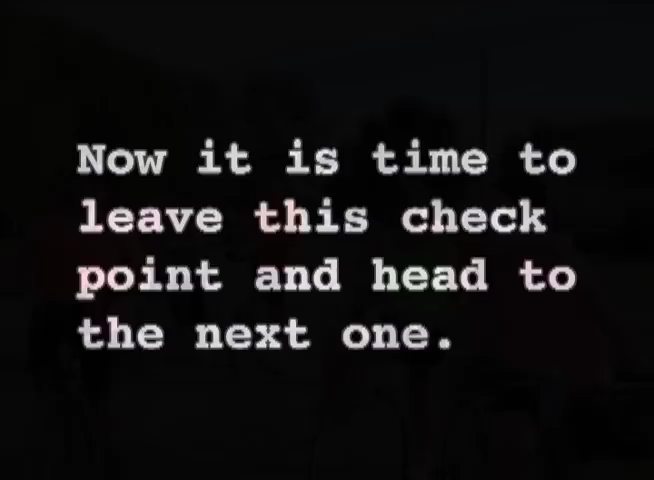 Now it is time to
leave this check
point and head to
the next one.